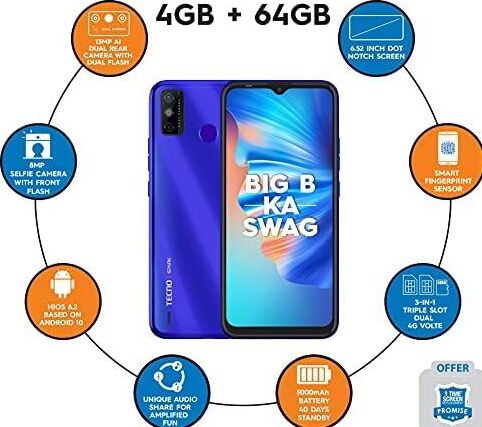 4GB + 64GB
DUAL CAMERA
13MP AI
DUAL REAR
CAMERA WITH
DUAL FLASH
6.52 INCH DOT
NOTCH SCREEN
8MP
SELFIE CAMERA
WITH FRONT
FLASH
SMART
FINGERPRINT
SENSOR
BIG B
KA
SWAG
TECNO SPARK
HIOS 6.2
BASED ON
ANDROID 10
3-IN-1
TRIPLE SLOT
DUAL
4G VOLTE
UNIQUE AUDIO
SHARE FOR
AMPLIFIED
FUN
5000mAh
BATTERY
40 DAYS
STANDBY
OFFER
1 TIME
SCREEN
PROMISE